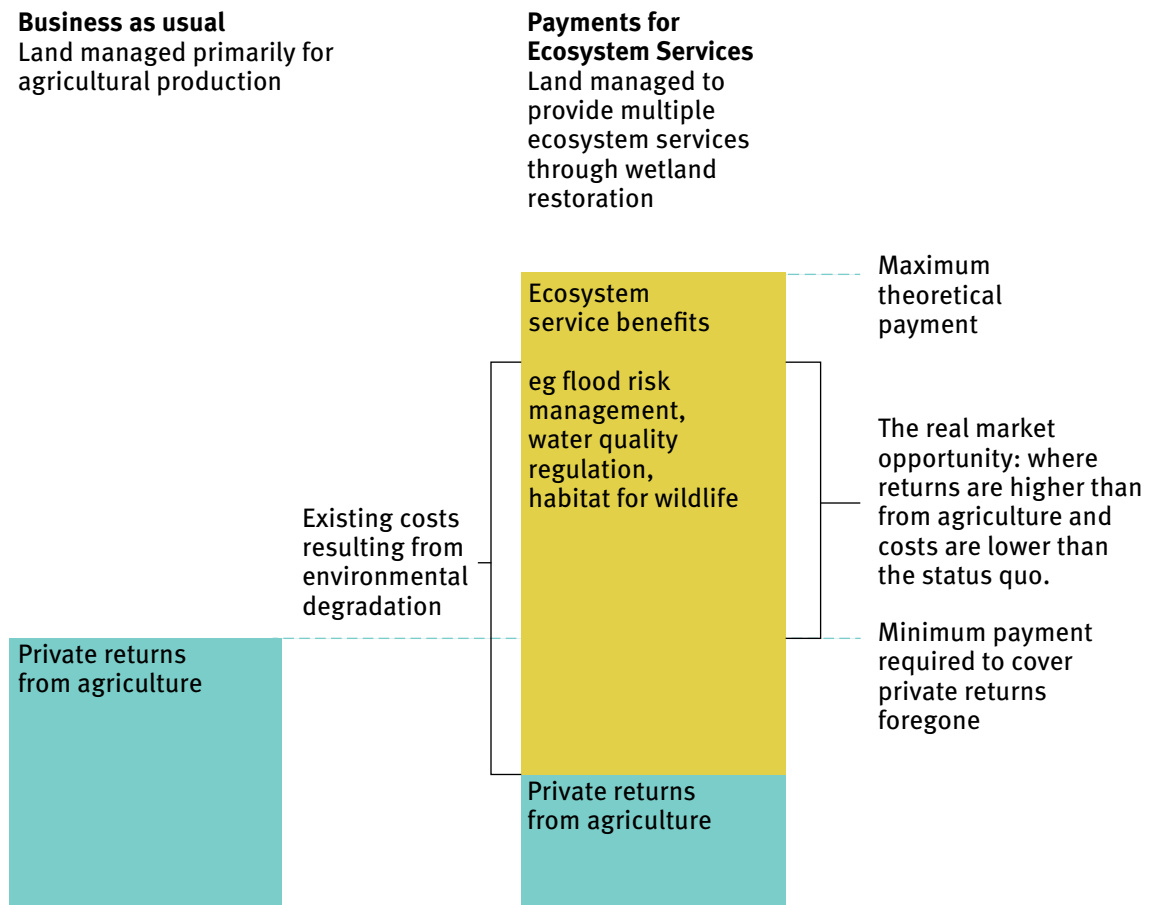 Business as usual
Land managed primarily for
agricultural production
Payments for
Ecosystem Services
Land managed to
provide multiple
ecosystem services
through wetland
restoration
Maximum
theoretical
payment
Ecosystem
service benefits
eg flood risk
management,
water quality
regulation,
habitat for wildlife
The real market
opportunity: where
returns are higher than
from agriculture and
costs are lower than
the status quo.
Existing costs
resulting from
environmental
degradation
Minimum payment
required to cover
private returns
foregone
Private returns
from agriculture
Private returns
from agriculture